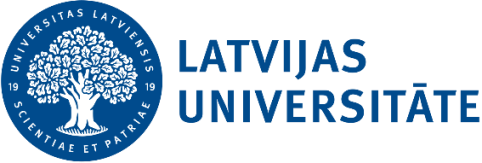 UNIVERSITAS LATVIENSIS
19 19
SCIENTIAE ET PATRIAE
LATVIJAS
UNIVERSITĀTE